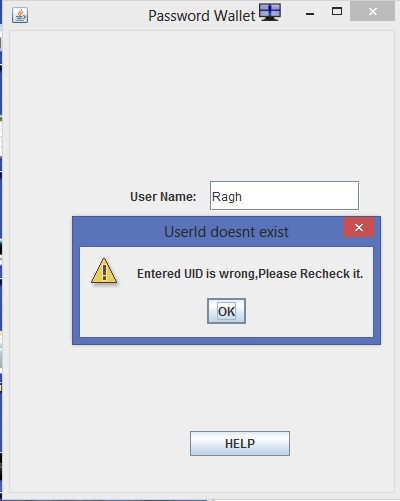 Password Wallet
User Name: Ragh
UserId doesnt exist
Entered UID is wrong,Please Recheck it.
OK
HELP